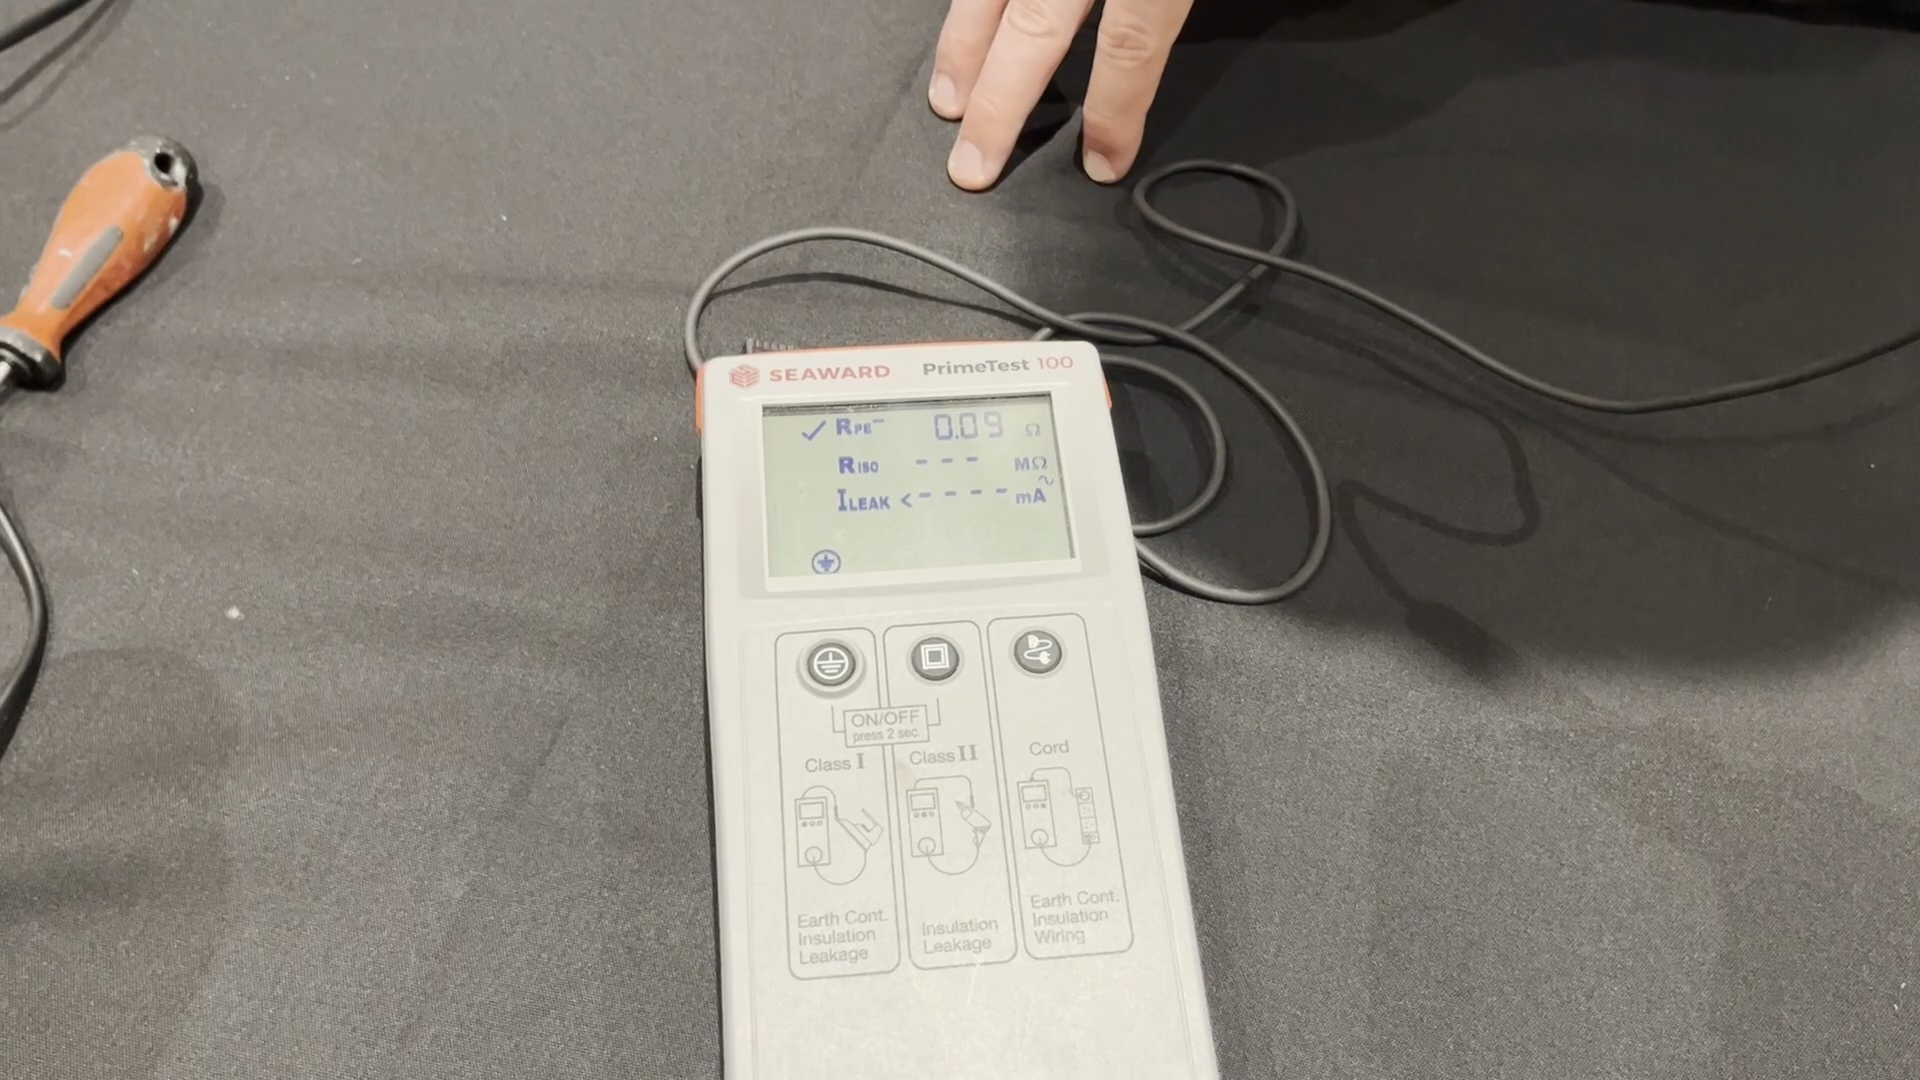 SEAWARD PrimeTest 100
✓ RPE 0.09 Ω
RISO - - - MΩ
ILEAK < - - - - mA
ON/OFF
press 2 sec.
Class I
Class II
Cord
Earth Cont.
Insulation
Leakage
Insulation
Leakage
Earth Cont.
Insulation
Wiring